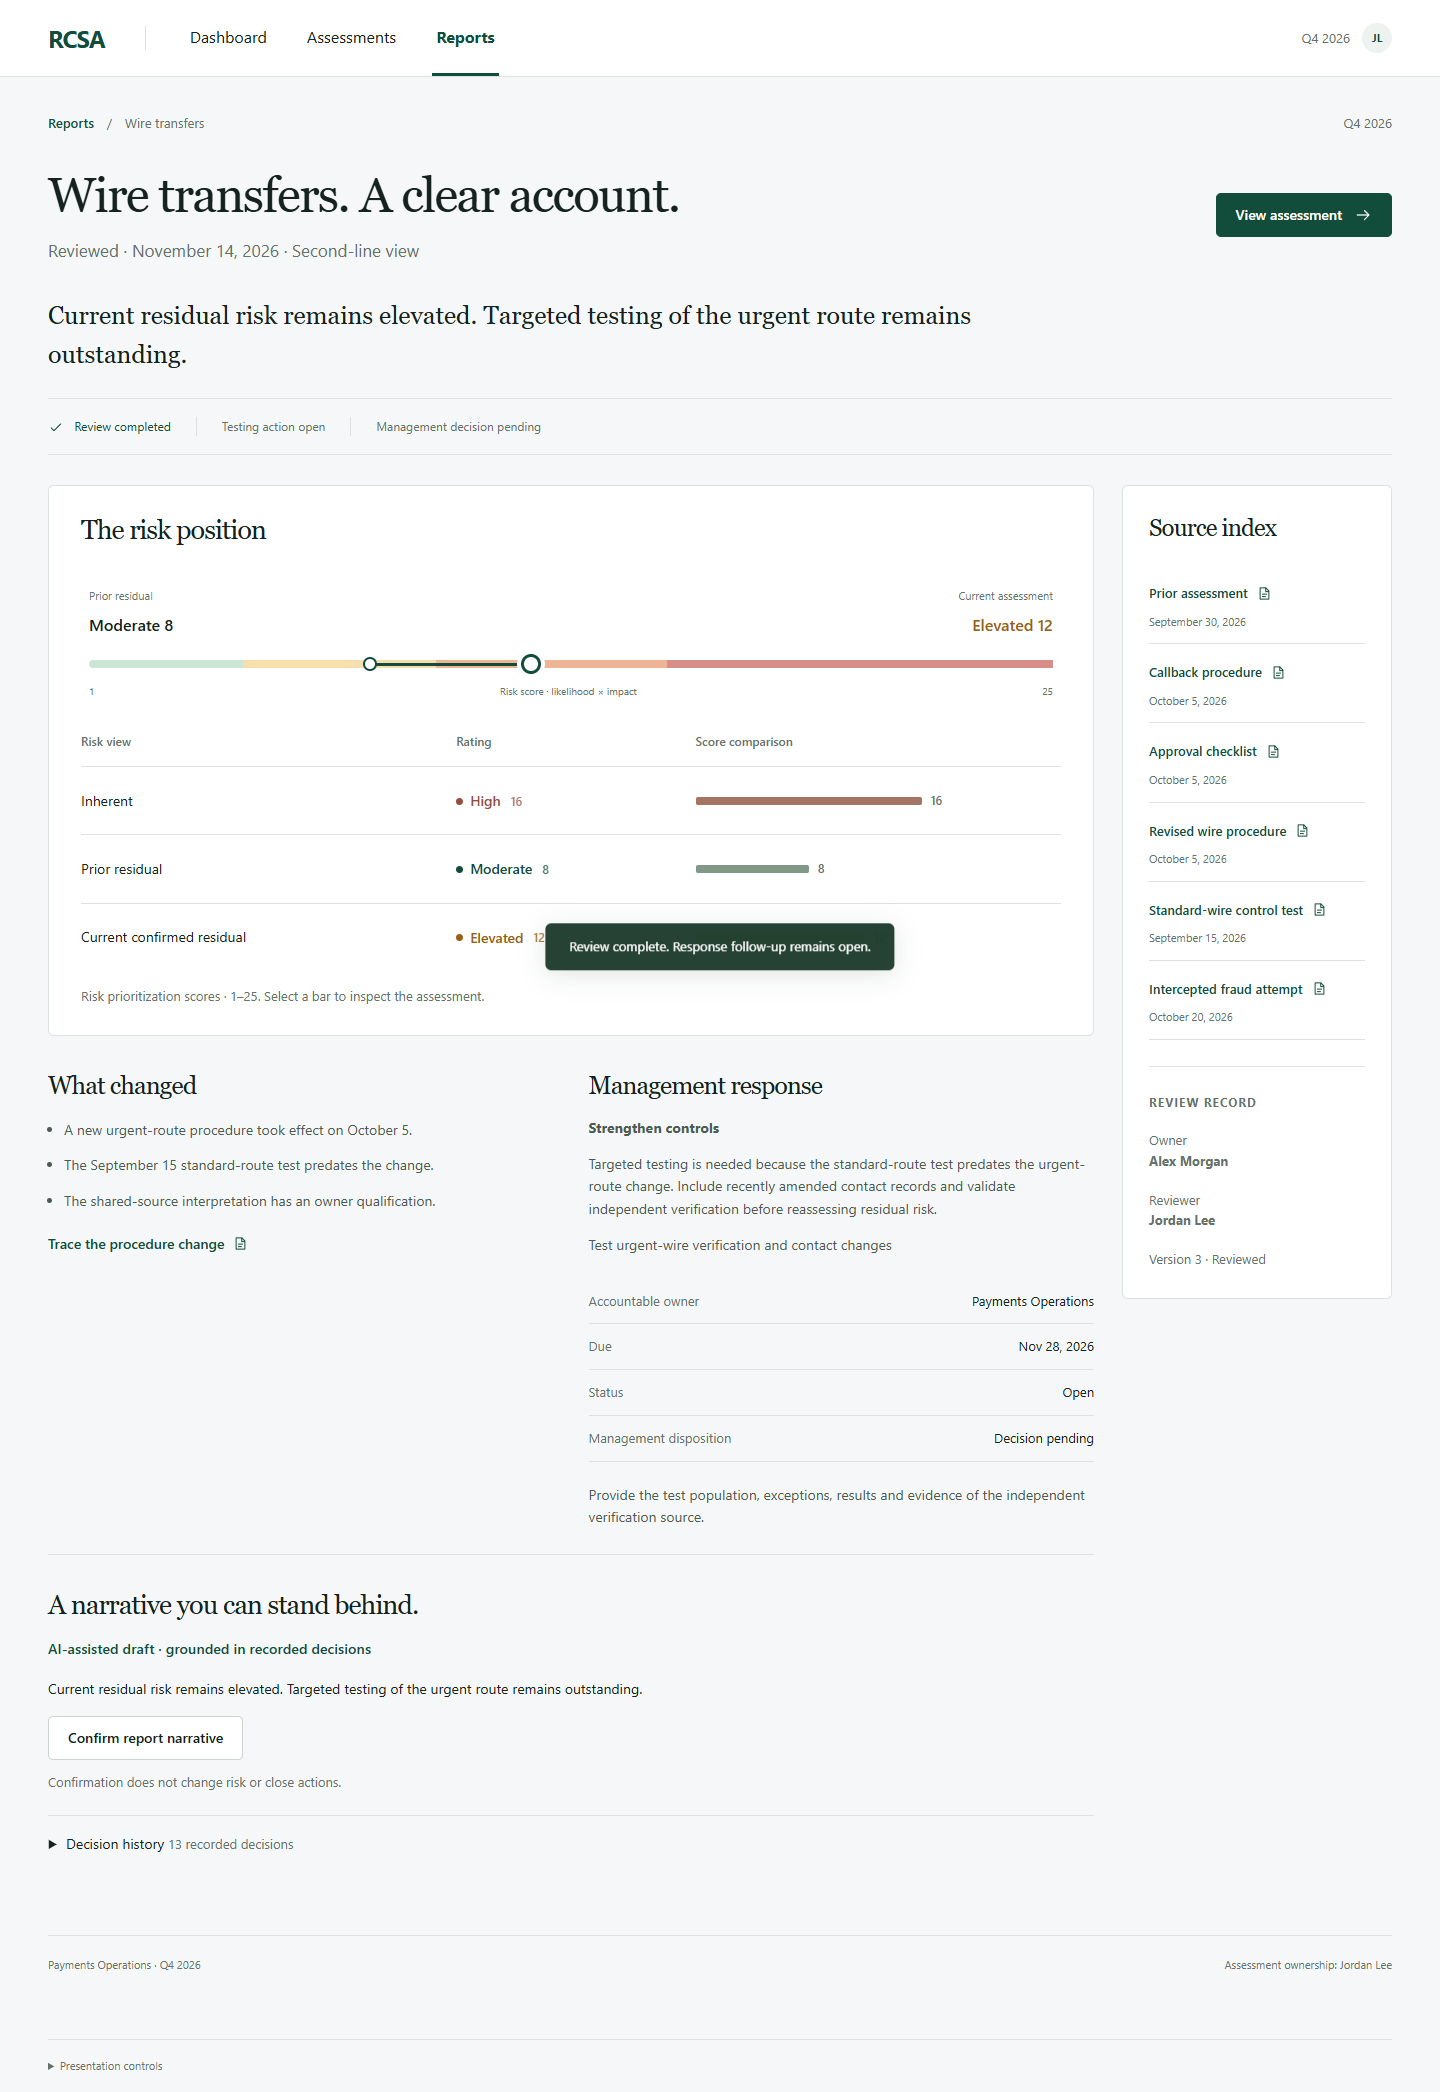 RCSA
Dashboard
Assessments
Reports
Q4 2026
JL
Reports / Wire transfers
Q4 2026
Wire transfers. A clear account.
View assessment
Reviewed · November 14, 2026 · Second-line view
Current residual risk remains elevated. Targeted testing of the urgent route remains
outstanding.
Review completed
Testing action open
Management decision pending
The risk position
Prior residual
Current assessment
Moderate 8
Elevated 12
1
Risk score · likelihood × impact
25
Risk view
Rating
Score comparison
Inherent
High 16
16
Prior residual
Moderate 8
8
Current confirmed residual
Elevated 12
Review complete. Response follow-up remains open.
Risk prioritization scores · 1–25. Select a bar to inspect the assessment.
Source index
Prior assessment
September 30, 2026
Callback procedure
October 5, 2026
Approval checklist
October 5, 2026
Revised wire procedure
October 5, 2026
Standard-wire control test
September 15, 2026
Intercepted fraud attempt
October 20, 2026
REVIEW RECORD
Owner
Alex Morgan
Reviewer
Jordan Lee
Version 3 · Reviewed
What changed
A new urgent-route procedure took effect on October 5.
The September 15 standard-route test predates the change.
The shared-source interpretation has an owner qualification.
Trace the procedure change
Management response
Strengthen controls
Targeted testing is needed because the standard-route test predates the urgent-
route change. Include recently amended contact records and validate
independent verification before reassessing residual risk.
Test urgent-wire verification and contact changes
Accountable owner
Payments Operations
Due
Nov 28, 2026
Status
Open
Management disposition
Decision pending
Provide the test population, exceptions, results and evidence of the independent
verification source.
A narrative you can stand behind.
AI-assisted draft · grounded in recorded decisions
Current residual risk remains elevated. Targeted testing of the urgent route remains outstanding.
Confirm report narrative
Confirmation does not change risk or close actions.
Decision history 13 recorded decisions
Payments Operations · Q4 2026
Assessment ownership: Jordan Lee
Presentation controls